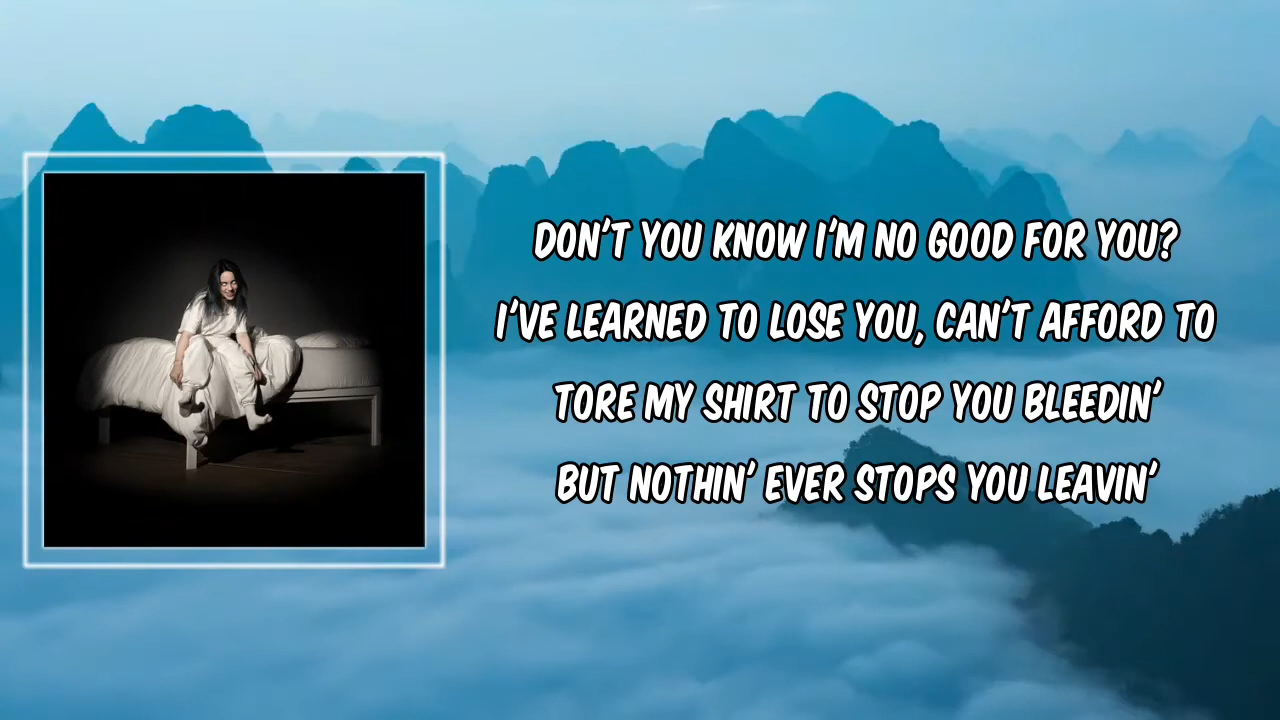 DON'T YOU KNOW I'M NO GOOD FOR YOU?
I'VE LEARNED TO LOSE YOU, CAN'T AFFORD TO
TORE MY SHIRT TO STOP YOU BLEEDIN'
BUT NOTHIN' EVER STOPS YOU LEAVIN'